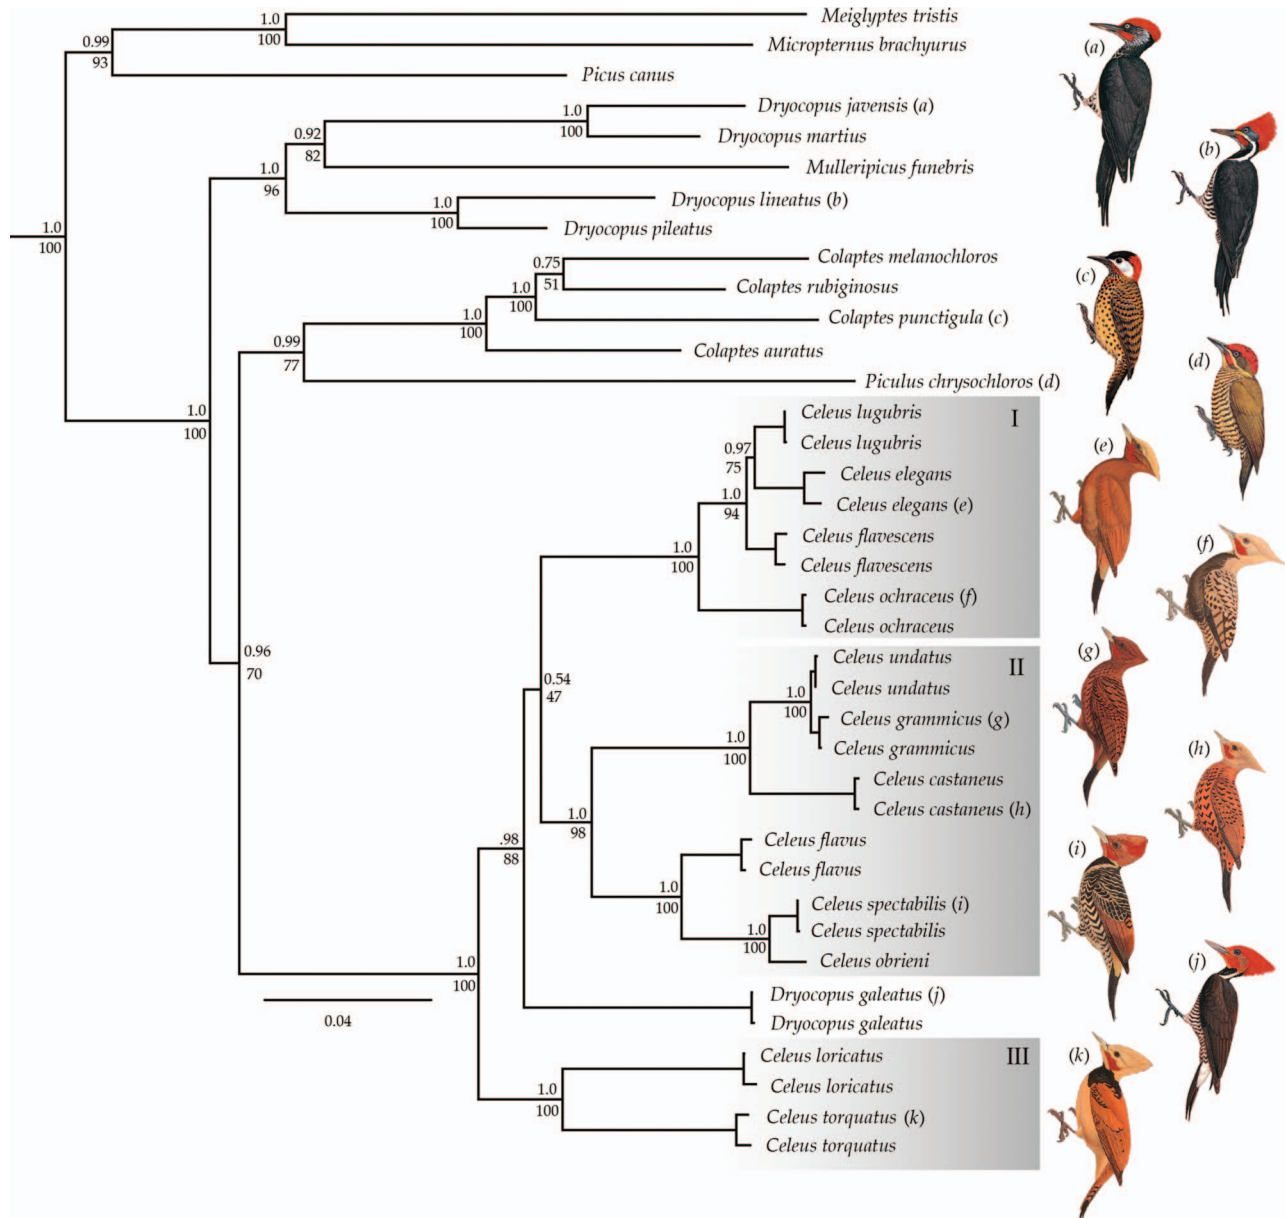 1.0
100
0.99
93
1.0
100
Meiglyptes tristis
Micropternus brachyurus
Picus canus
1.0
100
1.0
96
0.92
82
1.0
100
Dryocopus javensis (a)
Dryocopus martius
Mulleripicus funebris
1.0
100
Dryocopus lineatus (b)
Dryocopus pileatus
0.96
70
0.99
77
1.0
100
1.0
100
0.75
51
Colaptes melanochloros
Colaptes rubiginosus
Colaptes punctigula (c)
Colaptes auratus
Piculus chrysochloros (d)
I
1.0
100
1.0
94
0.97
75
Celeus lugubris
Celeus lugubris
Celeus elegans
Celeus elegans (e)
Celeus flavescens
Celeus flavescens
Celeus ochraceus (f)
Celeus ochraceus
II
0.54
47
1.0
98
1.0
100
1.0
100
Celeus undatus
Celeus undatus
Celeus grammicus (g)
Celeus grammicus
Celeus castaneus
Celeus castaneus (h)
1.0
100
1.0
100
Celeus flavus
Celeus flavus
Celeus spectabilis (i)
Celeus spectabilis
Celeus obrieni
.98
88
1.0
100
Dryocopus galeatus (j)
Dryocopus galeatus
III
1.0
100
Celeus loricatus
Celeus loricatus
Celeus torquatus (k)
Celeus torquatus
0.04
(a)
(b)
(c)
(d)
(e)
(f)
(g)
(h)
(i)
(j)
(k)